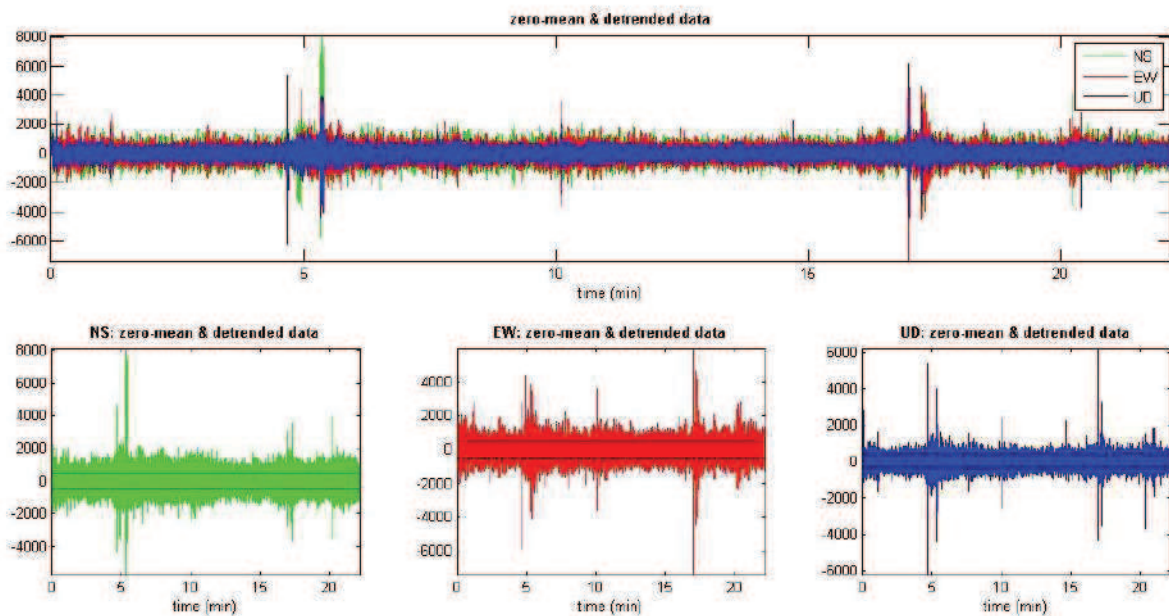 zero-mean & detrended data
8000
6000
4000
2000
0
-2000
-4000
-6000
NS
EW
UD
0 5 10 15 20
time (min)
NS: zero-mean & detrended data
8000
6000
4000
2000
0
-2000
-4000
0 5 10 15 20
time (min)
EW: zero-mean & detrended data
4000
2000
0
-2000
-4000
-6000
0 5 10 15 20
time (min)
UD: zero-mean & detrended data
6000
4000
2000
0
-2000
-4000
-6000
0 5 10 15 20
time (min)